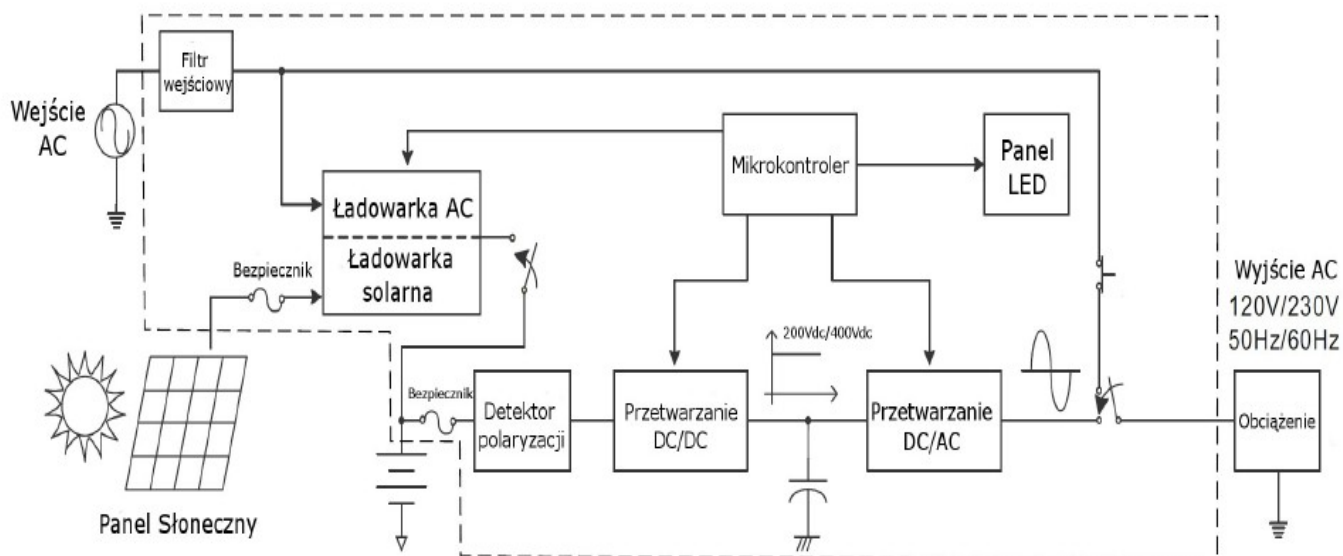 Filtr
wejściowy
Wejście
AC
Mikrokontroler
Panel
LED
Ładowarka AC
Ładowarka
solarna
Bezpiecznik
Wyjście AC
120V/230V
50Hz/60Hz
200Vdc/400Vdc
Bezpiecznik
Detektor
polaryzacji
Przetwarzanie
DC/DC
Przetwarzanie
DC/AC
Obciążenie
Panel Słoneczny